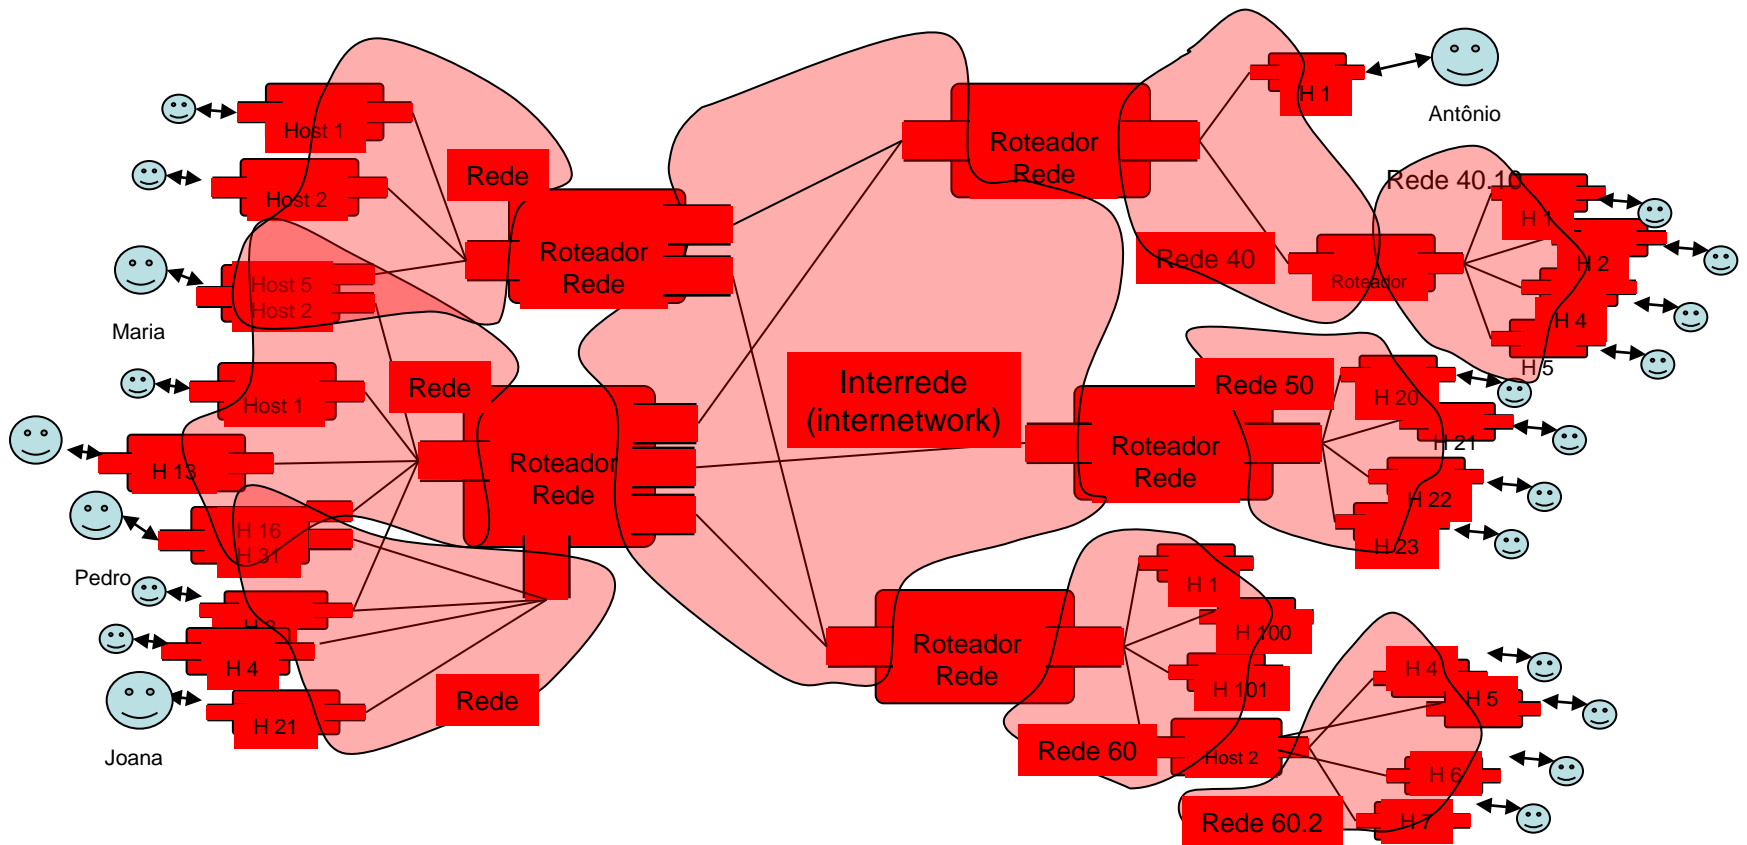 Host 1
Host 2
Rede
Roteador
Rede
Host 5
Host 2
Maria
Host 1
Rede
H 13
Roteador
Rede
H 16
H 31
Pedro
H 4
H 21
Rede
Joana
Interrede
(internetwork)
Roteador
Rede
H 1
Antônio
Rede 40
Roteador
Rede 40.10
H 1
H 2
H 4
H 5
Roteador
Rede
Rede 50
H 20
H 21
H 22
H 23
Roteador
Rede
H 1
H 100
H 101
Rede 60
Host 2
Rede 60.2
H 4
H 5
H 6
H 7